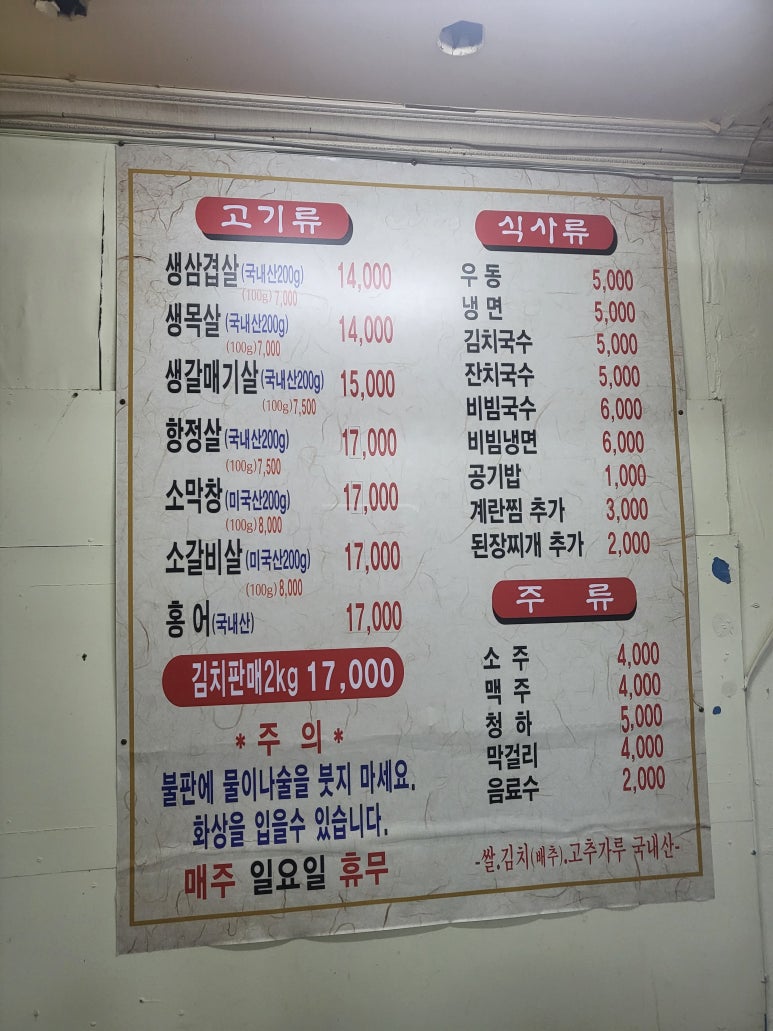 고기류
생삼겹살(국내산200g) 14,000
(100g)7,000
생목살(국내산200g) 14,000
(100g)7,000
생갈매기살(국내산200g) 15,000
(100g)7,500
항정살(국내산200g) 17,000
(100g)7,500
소막창(미국산200g) 17,000
(100g)8,000
소갈비살(미국산200g) 17,000
(100g)8,000
홍 어(국내산) 17,000
김치판매2kg 17,000
*주 의*
불판에 물이나술을 붓지 마세요.
화상을 입을수 있습니다.
매주 일요일 휴무
식사류
우동 5,000
냉면 5,000
김치국수 5,000
잔치국수 5,000
비빔국수 6,000
비빔냉면 6,000
공기밥 1,000
계란찜 추가 3,000
된장찌개 추가 2,000
주 류
소 주 4,000
맥 주 4,000
청 하 5,000
막걸리 4,000
음료수 2,000
-쌀.김치(배추).고추가루 국내산-